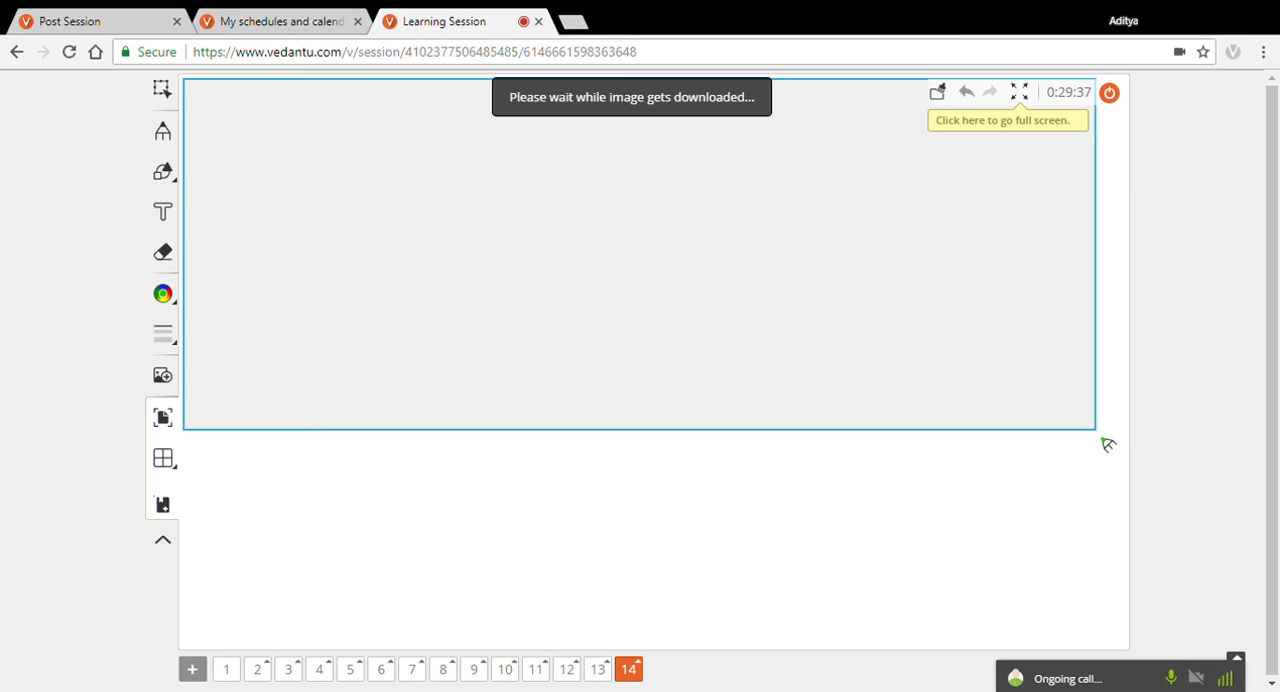 Aditya
Post Session
My schedules and calend
Learning Session
Secure
https://www.vedantu.com/v/session/4102377506485485/6146661598363648
Please wait while image gets downloaded...
0:29:37
Click here to go full screen.
+ 1 2 3 4 5 6 7 8 9 10 11 12 13 14
Ongoing call...